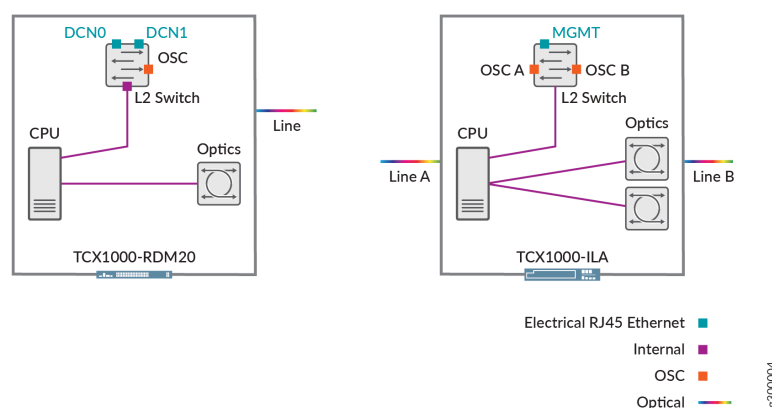 DCN0 DCN1
OSC
L2 Switch
CPU
Optics
Line
TCX1000-RDM20
MGMT
OSC A OSC B
L2 Switch
CPU
Optics
Line A
Line B
TCX1000-ILA
Electrical RJ45 Ethernet
Internal
OSC
Optical